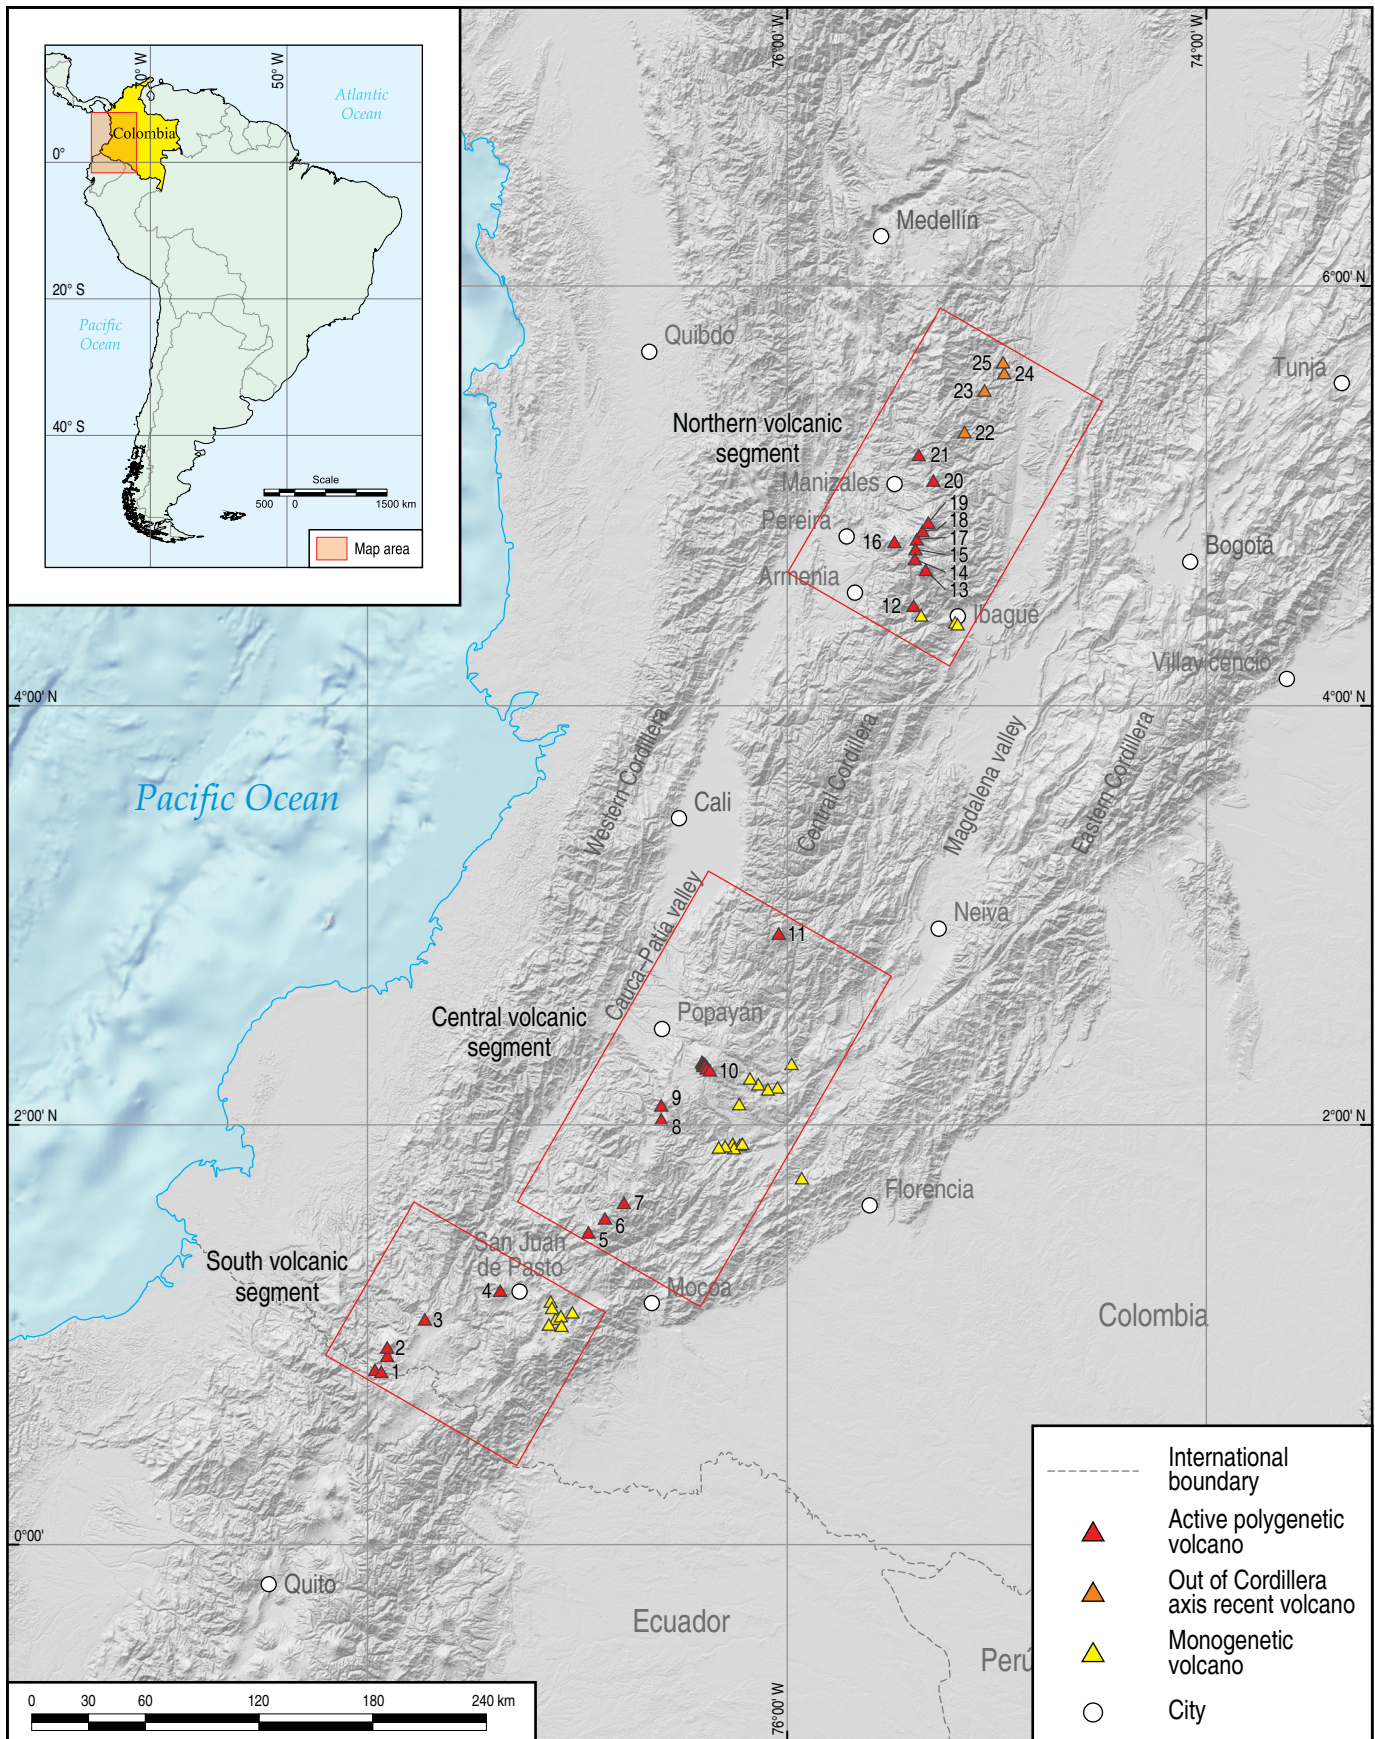 76°00' W
74°00' W
70° W
50° W
Atlantic
Ocean
Colombia
0°
20° S
Pacific
Ocean
40° S
Scale
500
0
1500 km
Map area
Medellín
6°00' N
Quibdó
Tunja
25
24
23
Northern volcanic
segment
22
21
Manizales
20
19
Pereira
18
16
17
15
Bogotá
Armenia
14
13
12
Ibagué
Villavicencio
4°00' N
4°00' N
Western Cordillera
Central Cordillera
Magdalena valley
Eastern Cordillera
Pacific Ocean
Cali
Cauca-Patía valley
Neiva
11
Central volcanic
segment
Popayán
10
9
8
2°00' N
2°00' N
Florencia
7
6
5
San Juan
de Pasto
South volcanic
segment
4
Mocoa
3
2
1
Colombia
0°00'
Quito
Ecuador
Perú
76°00' W
International
boundary
Active polygenetic
volcano
Out of Cordillera
axis recent volcano
Monogenetic
volcano
City
0
30
60
120
180
240 km